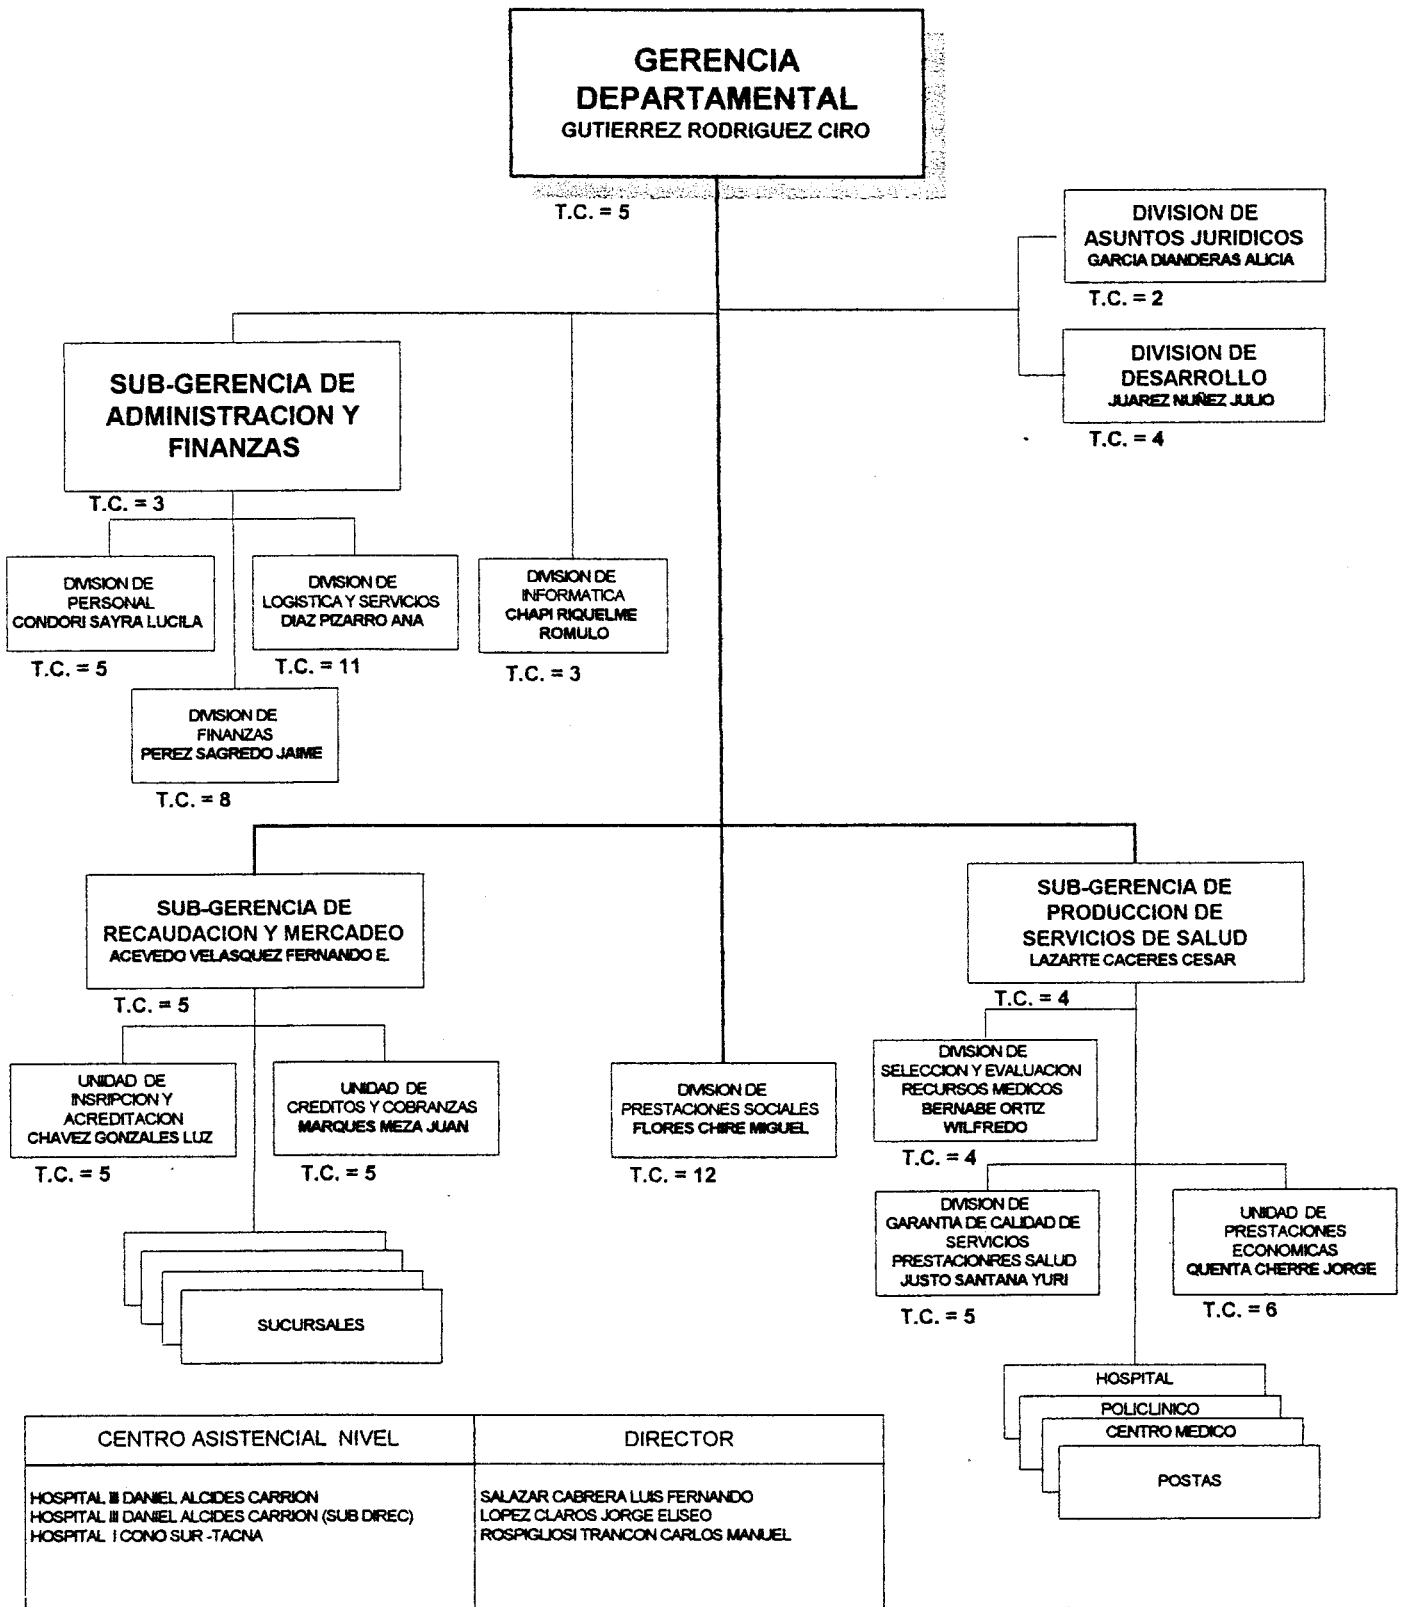 GERENCIA
DEPARTAMENTAL
GUTIERREZ RODRIGUEZ CIRO
T.C. = 5
DIVISION DE
ASUNTOS JURIDICOS
GARCIA DIANDERAS ALICIA
T.C. = 2
DIVISION DE
DESARROLLO
JUAREZ NUÑEZ JULIO
T.C. = 4
SUB-GERENCIA DE
ADMINISTRACION Y
FINANZAS
T.C. = 3
DIVISION DE
PERSONAL
CONDORI SAYRA LUCILA
T.C. = 5
DIVISION DE
LOGISTICA Y SERVICIOS
DIAZ PIZARRO ANA
T.C. = 11
DIVISION DE
INFORMATICA
CHAPI RIQUELME
ROMULO
T.C. = 3
DIVISION DE
FINANZAS
PEREZ SAGREDO JAIME
T.C. = 8
SUB-GERENCIA DE
RECAUDACION Y MERCADEO
ACEVEDO VELASQUEZ FERNANDO E.
T.C. = 5
SUB-GERENCIA DE
PRODUCCION DE
SERVICIOS DE SALUD
LAZARTE CACERES CESAR
T.C. = 4
UNIDAD DE
INSRIPCION Y
ACREDITACION
CHAVEZ GONZALES LUZ
T.C. = 5
UNIDAD DE
CREDITOS Y COBRANZAS
MARQUES MEZA JUAN
T.C. = 5
DIVISION DE
PRESTACIONES SOCIALES
FLORES CHIRE MIGUEL
T.C. = 12
DIVISION DE
SELECCION Y EVALUACION
RECURSOS MEDICOS
BERNABE ORTIZ
WILFREDO
T.C. = 4
DIVISION DE
GARANTIA DE CALIDAD DE
SERVICIOS
PRESTACIONRES SALUD
JUSTO SANTANA YURI
T.C. = 5
UNIDAD DE
PRESTACIONES
ECONOMICAS
QUENTA CHERRE JORGE
T.C. = 6
SUCURSALES
HOSPITAL
POLICLINICO
CENTRO MEDICO
POSTAS
CENTRO ASISTENCIAL NIVEL DIRECTOR
HOSPITAL III DANIEL ALCIDES CARRION SALAZAR CABRERA LUIS FERNANDO
HOSPITAL III DANIEL ALCIDES CARRION (SUB DIREC) LOPEZ CLAROS JORGE ELISEO
HOSPITAL I CONO SUR -TACNA ROSPIGLIOSI TRANCON CARLOS MANUEL